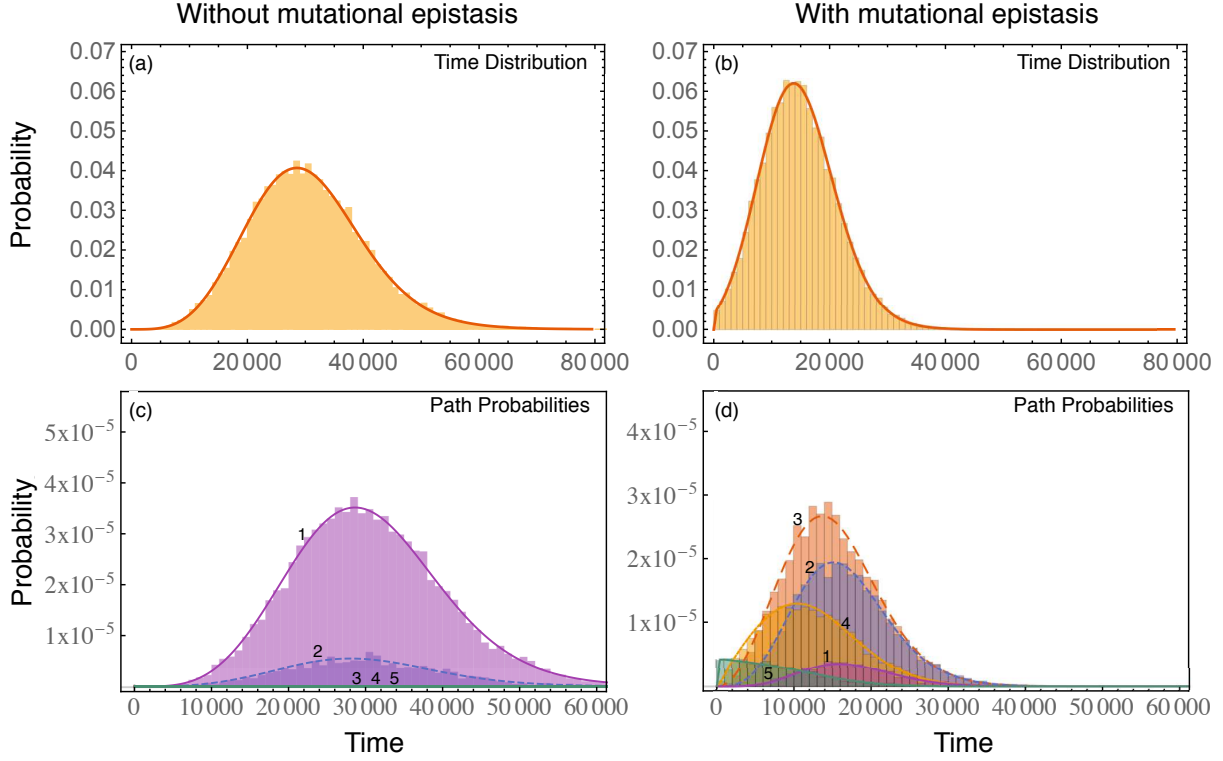 Without mutational epistasis
With mutational epistasis
(a)
Time Distribution
0.07
0.06
0.05
0.04
0.03
0.02
0.01
0.00
Probability
0
20 000
40 000
60 000
80 000
(b)
Time Distribution
0.07
0.06
0.05
0.04
0.03
0.02
0.01
0.00
0
20 000
40 000
60 000
80 000
(c)
Path Probabilities
5x10⁻⁵
4x10⁻⁵
3x10⁻⁵
2x10⁻⁵
1x10⁻⁵
Probability
1
2
3 4 5
0
10 000
20 000
30 000
40 000
50 000
60 000
Time
(d)
Path Probabilities
4x10⁻⁵
3x10⁻⁵
2x10⁻⁵
1x10⁻⁵
3
2
4
1
5
0
10 000
20 000
30 000
40 000
50 000
60 000
Time